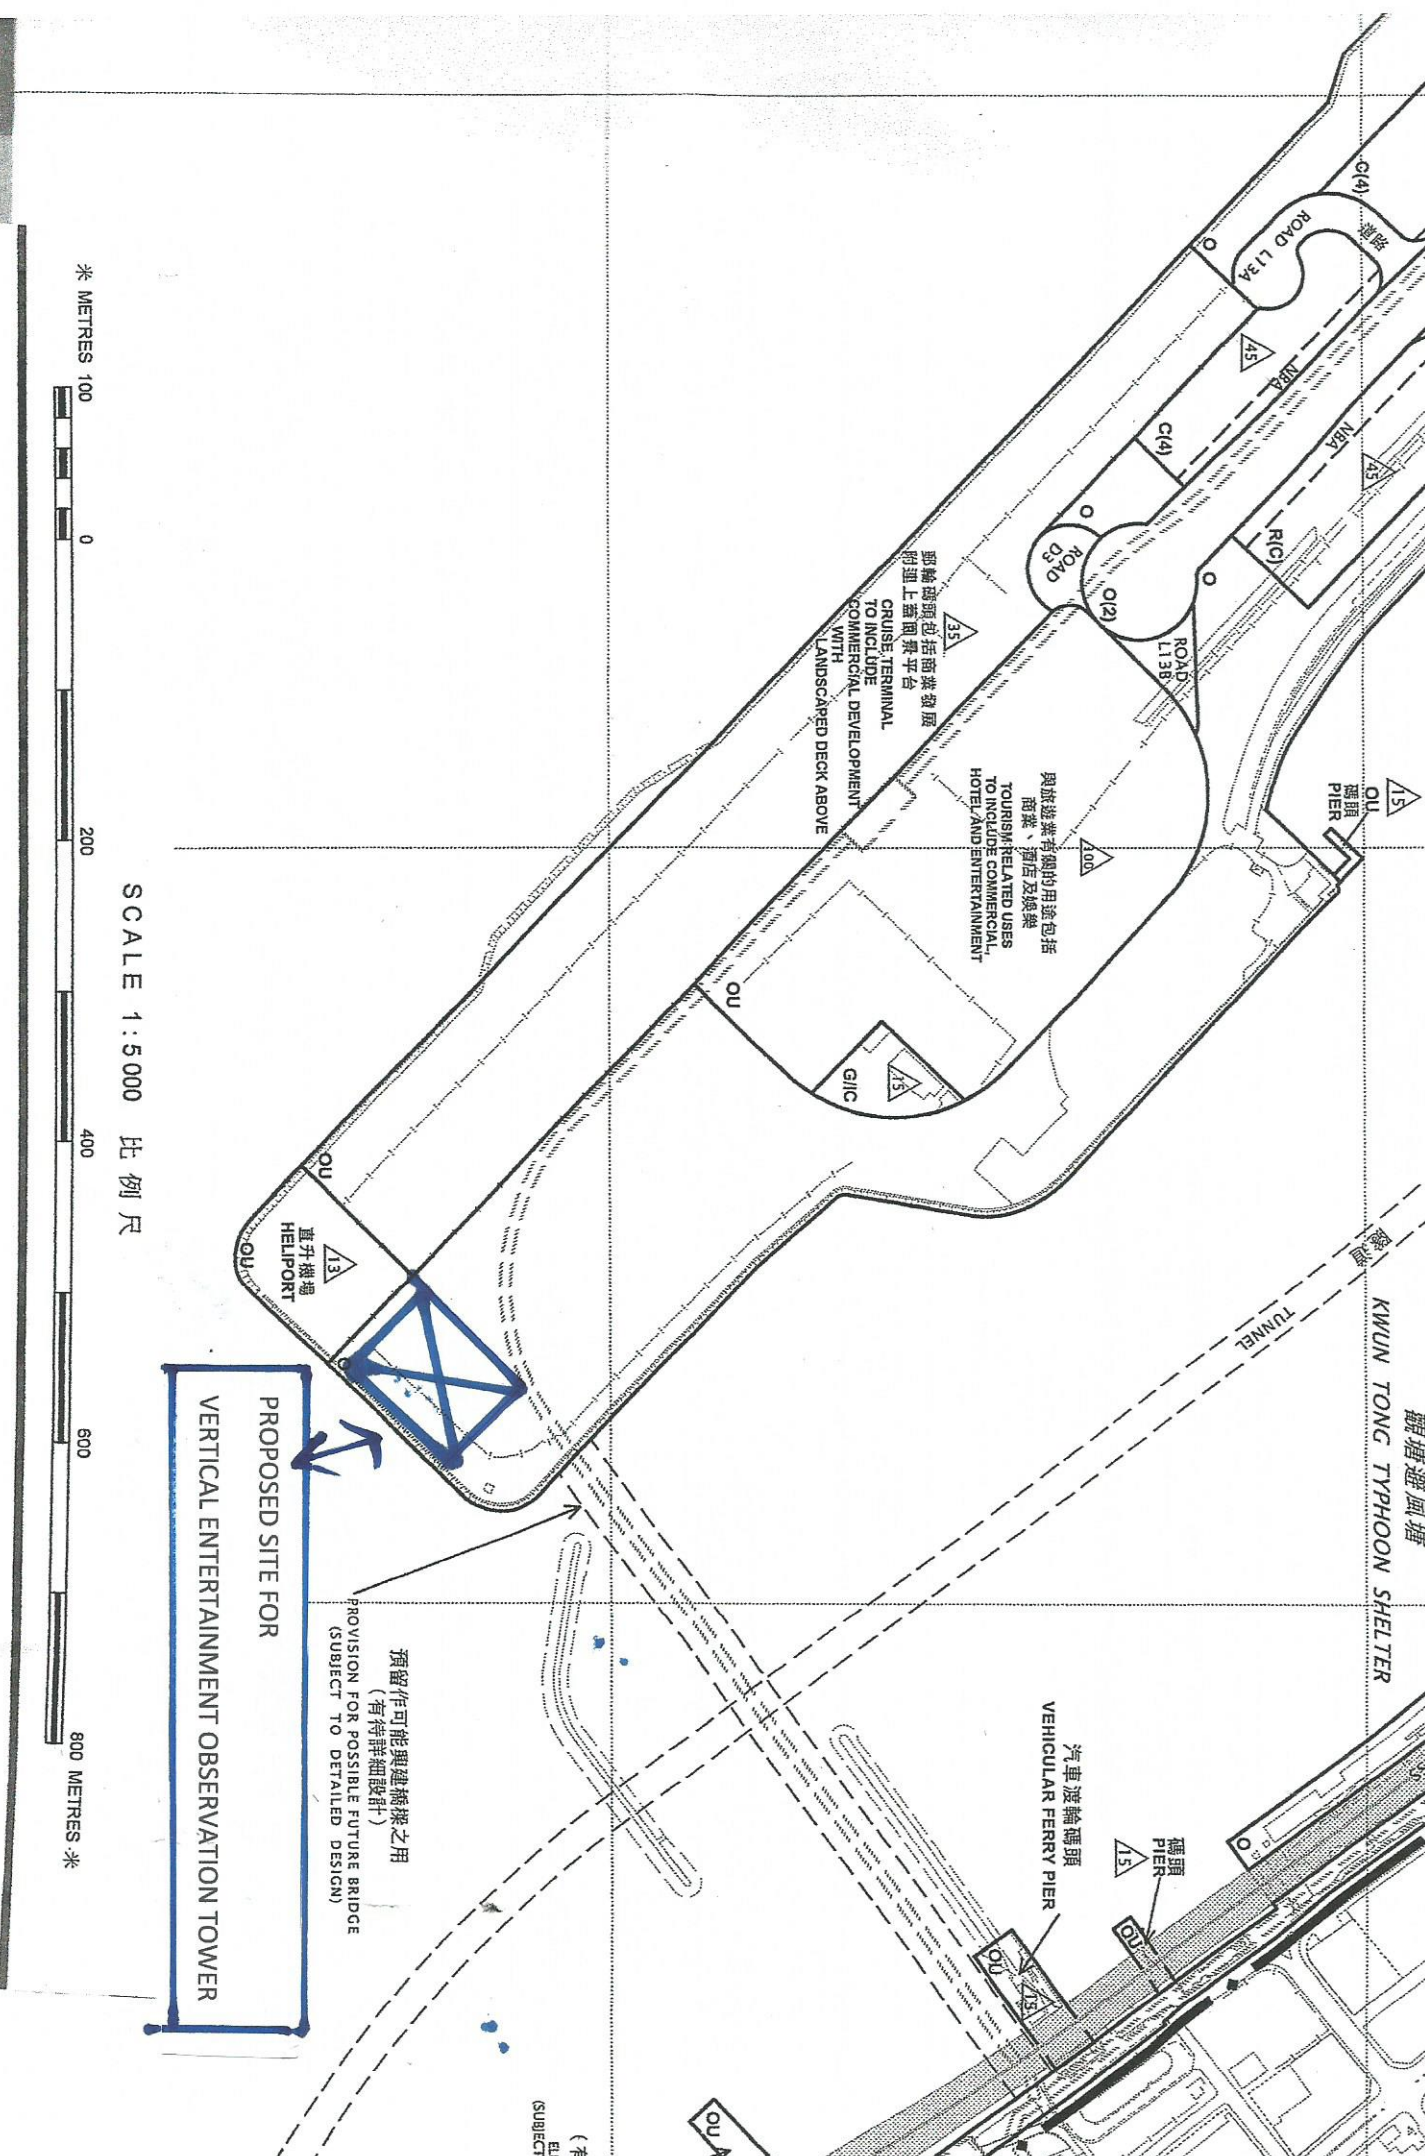 C(4)
道路
ROAD L13A
O
45
NBA
NBA
45
C(4)
R(C)
O
O
ROAD
D3
O(2)
ROAD
L13B
15
OU
碼頭
PIER
35
郵輪碼頭包括商業發展
附連上蓋園景平台
CRUISE TERMINAL
TO INCLUDE
COMMERCIAL DEVELOPMENT
WITH
LANDSCAPED DECK ABOVE
100
與旅遊業有關的用途包括
商業、酒店及娛樂
TOURISM RELATED USES
TO INCLUDE COMMERCIAL,
HOTEL AND ENTERTAINMENT
OU
G/IC
15
OU
13
直升機場
HELIPORT
OU
O
隧道
TUNNEL
觀塘避風塘
KWUN TONG TYPHOON SHELTER
預留作可能興建橋樑之用
(有待詳細設計)
PROVISION FOR POSSIBLE FUTURE BRIDGE
(SUBJECT TO DETAILED DESIGN)
汽車渡輪碼頭
VEHICULAR FERRY PIER
碼頭
PIER
15
OU
OU
15
O
OU
(SUBJECT
PROPOSED SITE FOR
VERTICAL ENTERTAINMENT OBSERVATION TOWER
SCALE 1:5000 比例尺
米 METRES 100 0 200 400 600 800 METRES 米